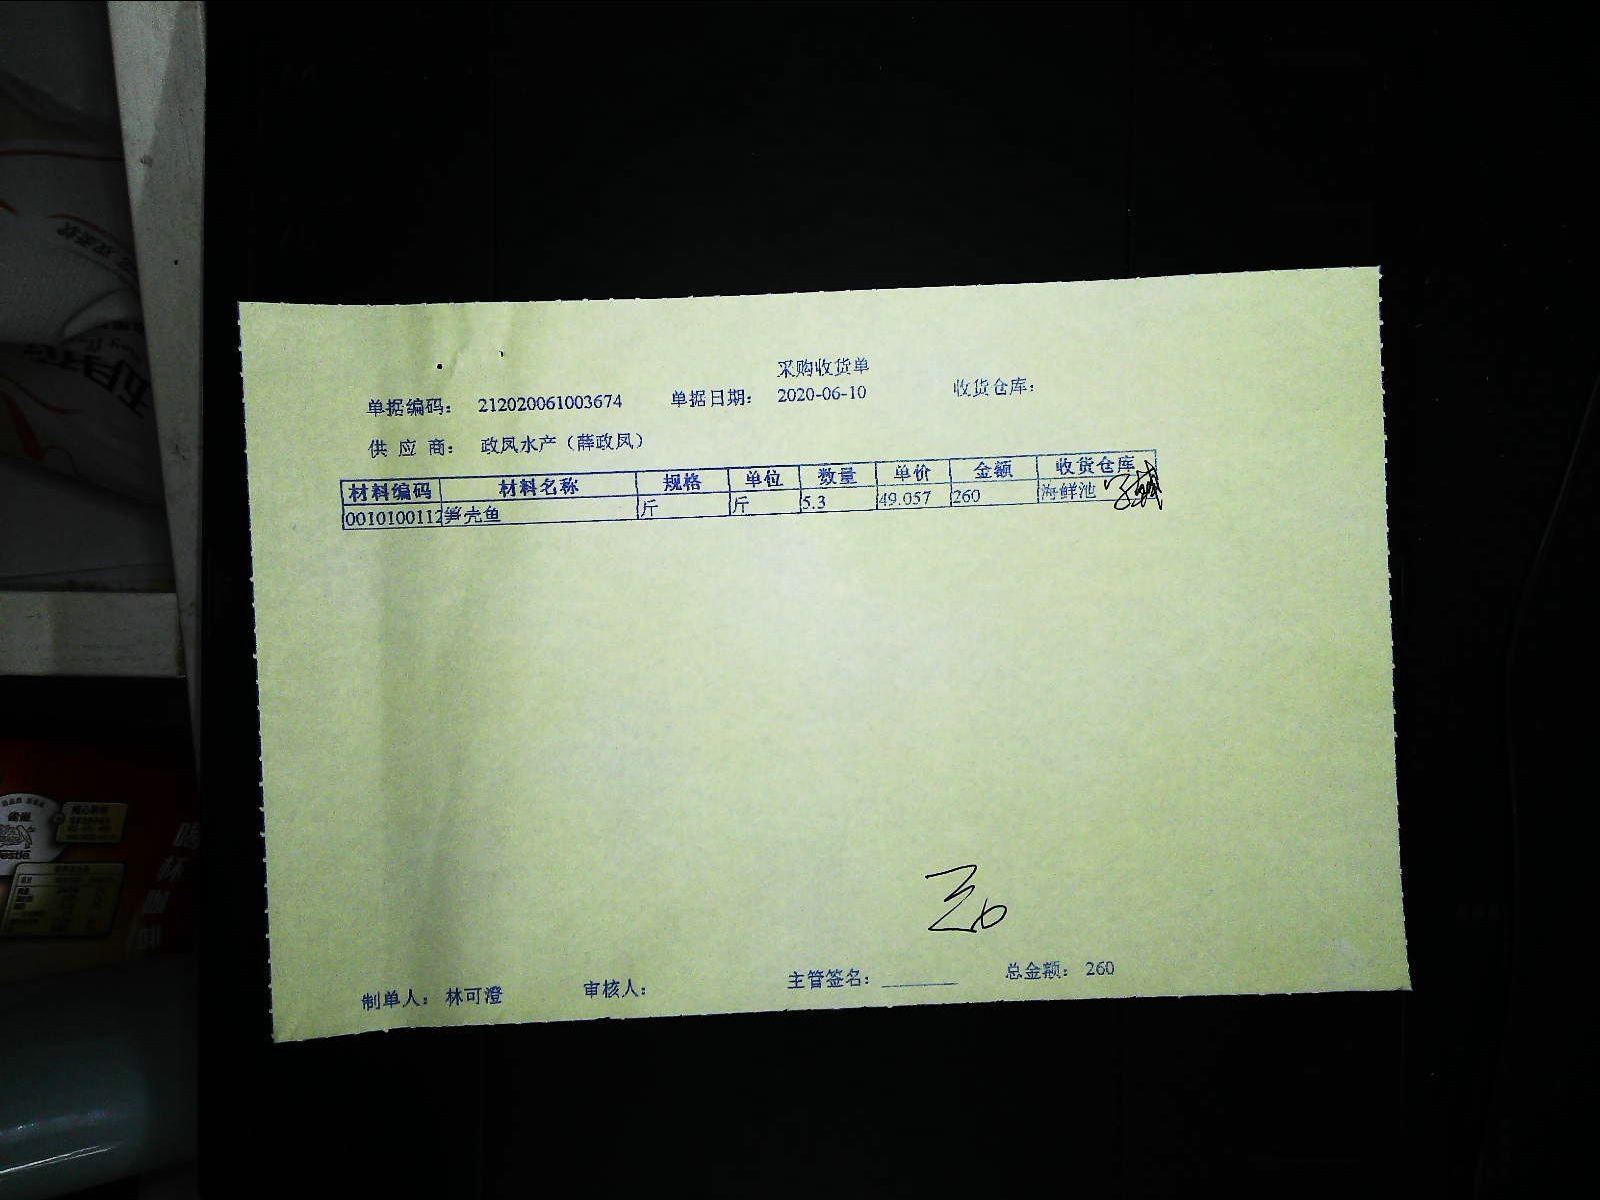 采购收货单
单据编码： 212020061003674 单据日期： 2020-06-10 收货仓库：
供 应 商： 政凤水产（薛政凤）
材料编码 材料名称 规格 单位 数量 单价 金额 收货仓库
0010100112 笋壳鱼 斤 斤 5.3 49.057 260 海鲜池
制单人： 林可澄 审核人： 主管签名：________ 总金额： 260